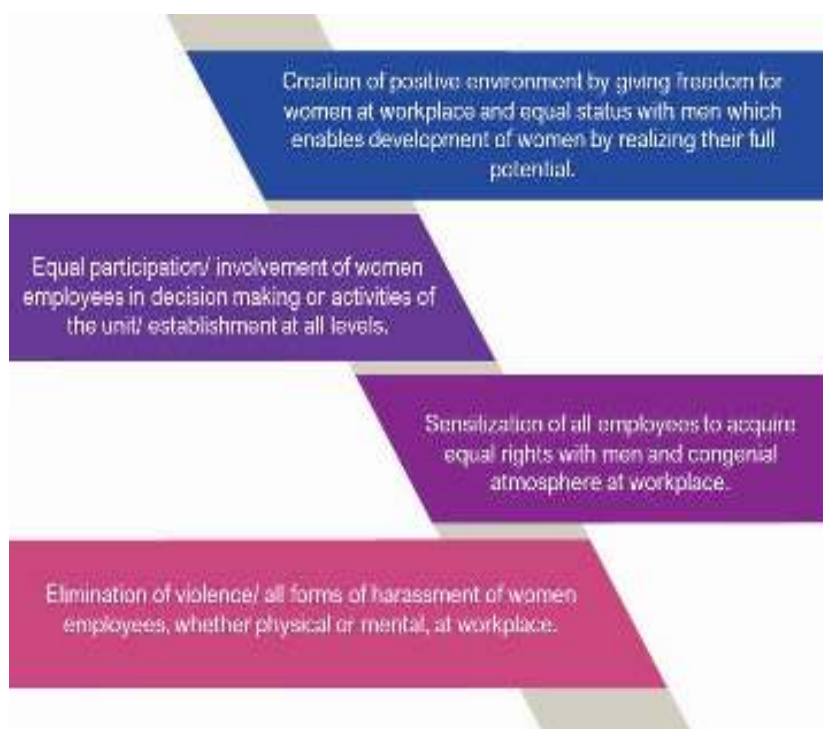 Creation of positive environment by giving freedom for
women at workplace and equal status with men which
enables development of women by realizing their full
potential.
Equal participation/ involvement of women
employees in decision making or activities of
the unit/ establishment at all levels.
Sensitization of all employees to acquire
equal rights with men and congenial
atmosphere at workplace.
Elimination of violence/ all forms of harassment of women
employees, whether physical or mental, at workplace.